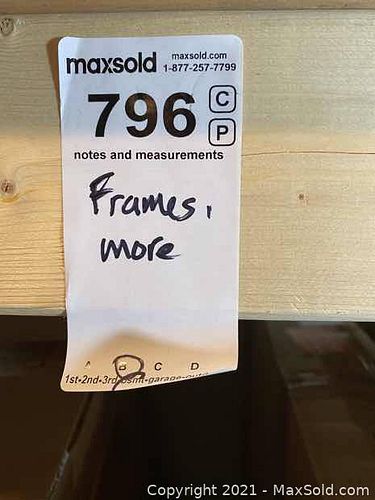 maxsold maxsold.com
1-877-257-7799
796 C
P
notes and measurements
Frames,
more
A B C D
1st-2nd-3rd-bsmt-garage-outd
Copyright 2021 - MaxSold.com